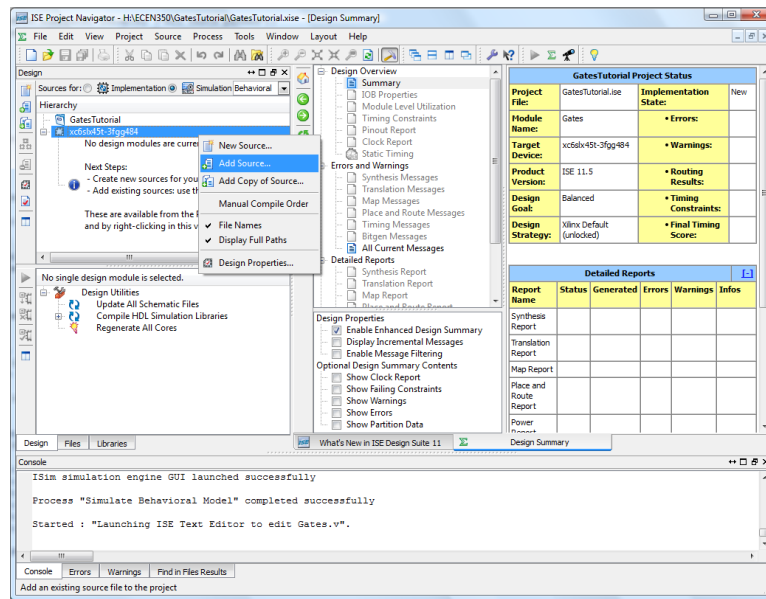 ISE Project Navigator - H:\ECEN350\GatesTutorial\GatesTutorial.xise - [Design Summary]
File Edit View Project Source Process Tools Window Layout Help
Design
Sources for: Implementation Simulation Behavioral
Hierarchy
GatesTutorial
xc6slx45t-3fgg484
No design modules are curre
Next Steps:
- Create new sources for you
- Add existing sources: use th
These are available from the P
and by right-clicking in this v
New Source...
Add Source...
Add Copy of Source...
Manual Compile Order
File Names
Display Full Paths
Design Properties...
No single design module is selected.
Design Utilities
Update All Schematic Files
Compile HDL Simulation Libraries
Regenerate All Cores
Design Files Libraries
Design Overview
Summary
IOB Properties
Module Level Utilization
Timing Constraints
Pinout Report
Clock Report
Static Timing
Errors and Warnings
Synthesis Messages
Translation Messages
Map Messages
Place and Route Messages
Timing Messages
Bitgen Messages
All Current Messages
Detailed Reports
Synthesis Report
Translation Report
Map Report
Place and Route Report
Design Properties
Enable Enhanced Design Summary
Display Incremental Messages
Enable Message Filtering
Optional Design Summary Contents
Show Clock Report
Show Failing Constraints
Show Warnings
Show Errors
Show Partition Data
What's New in ISE Design Suite 11 Design Summary
GatesTutorial Project Status
Project File: GatesTutorial.ise Implementation State: New
Module Name: Gates • Errors:
Target Device: xc6slx45t-3fgg484 • Warnings:
Product Version: ISE 11.5 • Routing Results:
Design Goal: Balanced • Timing Constraints:
Design Strategy: Xilinx Default (unlocked) • Final Timing Score:
Detailed Reports [-]
Report Name Status Generated Errors Warnings Infos
Synthesis Report
Translation Report
Map Report
Place and Route Report
Power Report
Console
ISim simulation engine GUI launched successfully
Process "Simulate Behavioral Model" completed successfully
Started : "Launching ISE Text Editor to edit Gates.v".
Console Errors Warnings Find in Files Results
Add an existing source file to the project